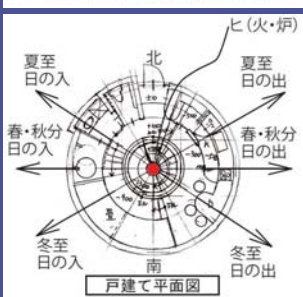 ヒ(火・炉)
夏至
日の入
北
夏至
日の出
春・秋分
日の入
春・秋分
日の出
畳
冬至
日の入
南
冬至
日の出
戸建て平面図